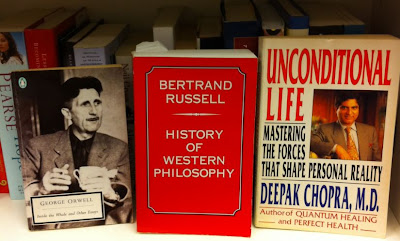 PEARSE
GEORGE ORWELL
Inside the Whale and Other Essays
BERTRAND
RUSSELL
HISTORY
OF
WESTERN
PHILOSOPHY
UNCONDITIONAL
LIFE
MASTERING
THE FORCES
THAT SHAPE PERSONAL REALITY
DEEPAK CHOPRA, M.D.
Author of QUANTUM HEALING
and PERFECT HEALTH